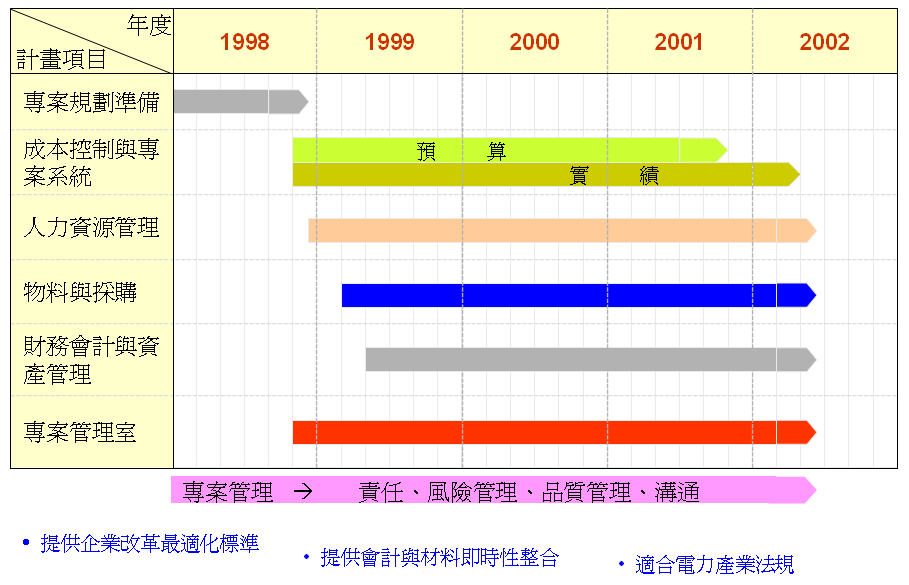 年度
計畫項目
1998 1999 2000 2001 2002
專案規劃準備
成本控制與專
案系統
預 算
實 績
人力資源管理
物料與採購
財務會計與資
產管理
專案管理室
專案管理 → 責任、風險管理、品質管理、溝通
• 提供企業改革最適化標準
• 提供會計與材料即時性整合
• 適合電力產業法規